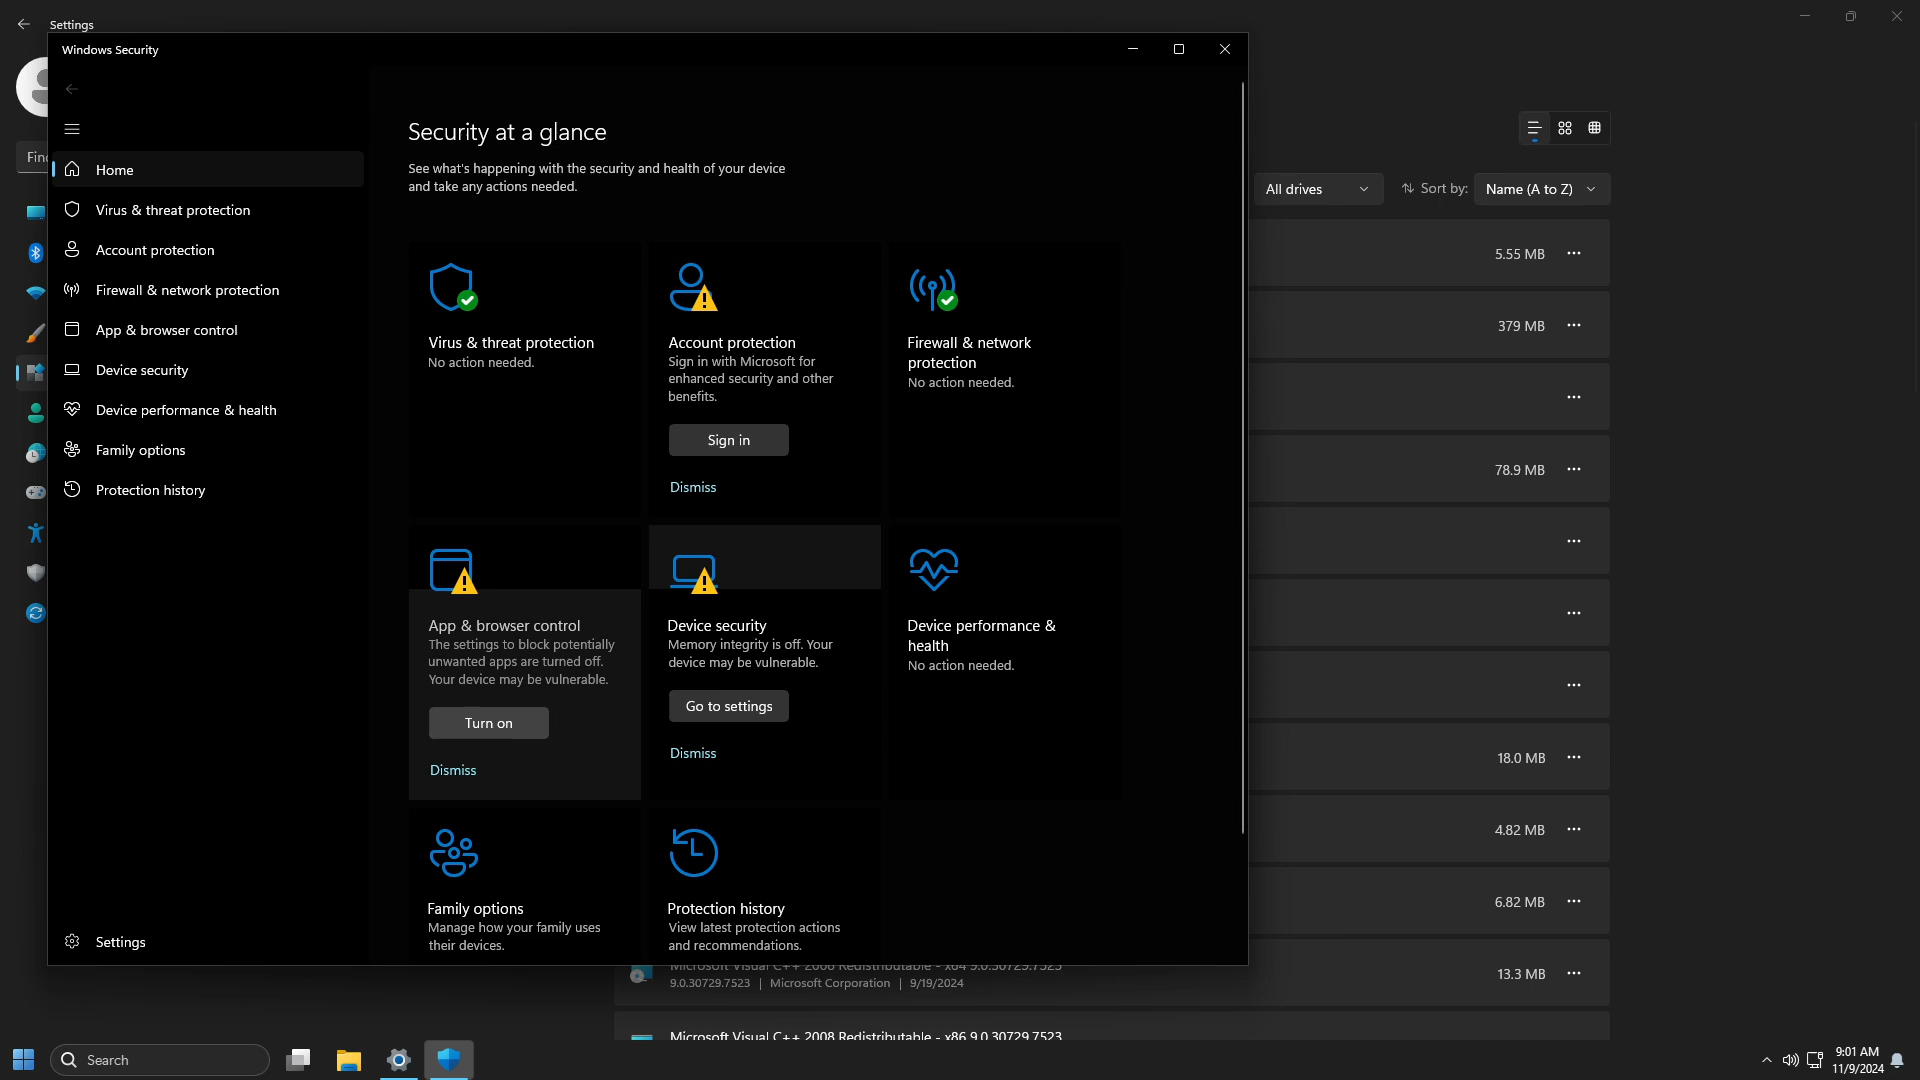 Settings
Windows Security
Home
Virus & threat protection
Account protection
Firewall & network protection
App & browser control
Device security
Device performance & health
Family options
Protection history
Settings
Security at a glance
See what's happening with the security and health of your device
and take any actions needed.
Virus & threat protection
No action needed.
Account protection
Sign in with Microsoft for
enhanced security and other
benefits.
Sign in
Dismiss
Firewall & network
protection
No action needed.
App & browser control
The settings to block potentially
unwanted apps are turned off.
Your device may be vulnerable.
Turn on
Dismiss
Device security
Memory integrity is off. Your
device may be vulnerable.
Go to settings
Dismiss
Device performance &
health
No action needed.
Family options
Manage how your family uses
their devices.
Protection history
View latest protection actions
and recommendations.
All drives
Sort by:
Name (A to Z)
5.55 MB
379 MB
78.9 MB
18.0 MB
4.82 MB
6.82 MB
Microsoft Visual C++ 2008 Redistributable - x64 9.0.30729.7523
9.0.30729.7523 | Microsoft Corporation | 9/19/2024
13.3 MB
Microsoft Visual C++ 2008 Redistributable - x86 9.0.30729.7523
Search
9:01 AM
11/9/2024